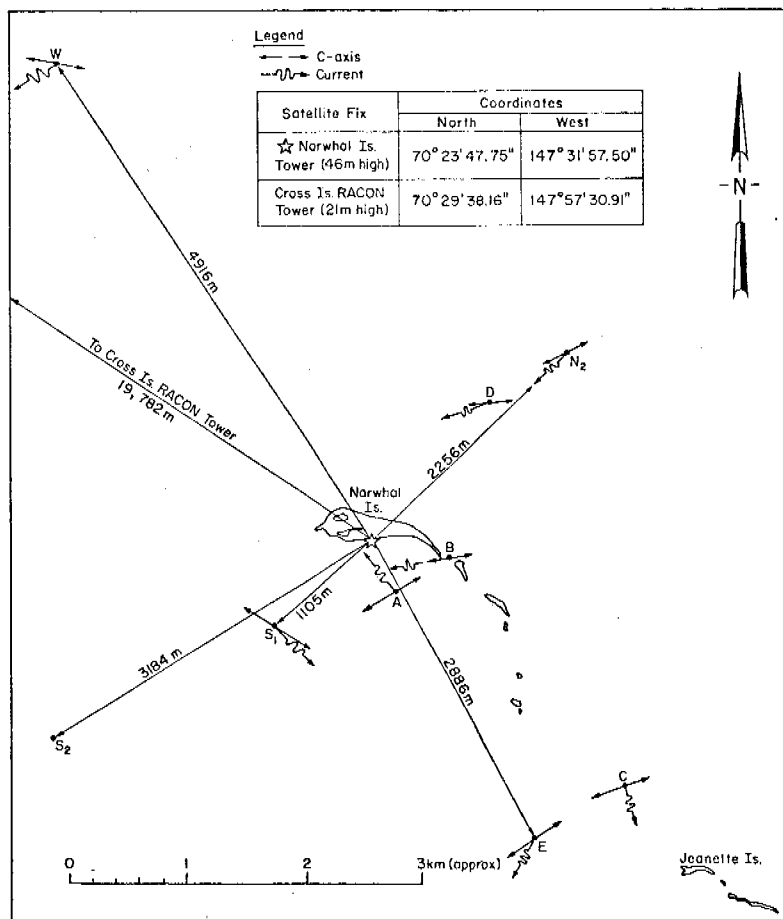 W
Legend
C-axis
Current
Satellite Fix
Coordinates
North
West
☆ Narwhal Is.
Tower (46m high)
70° 23' 47.75"
147° 31' 57.50"
Cross Is. RACON
Tower (21m high)
70° 29' 38.16"
147° 57' 30.91"
-N-
4916m
To Cross Is. RACON Tower
19,782m
N2
D
2256m
Narwhal
Is.
B
A
1105m
S1
3184 m
S2
2886m
C
E
0
1
2
3km (approx)
Jeanette Is.